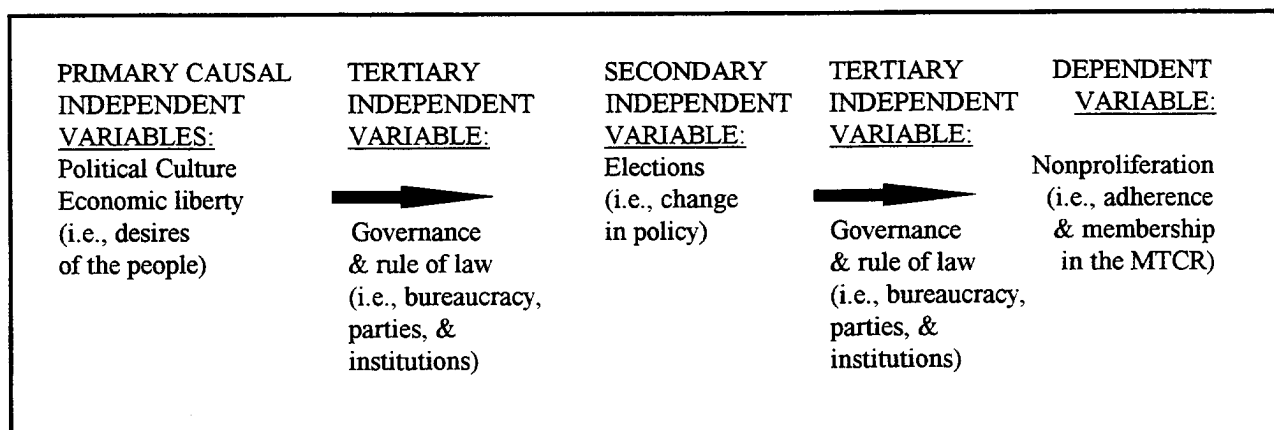 PRIMARY CAUSAL
INDEPENDENT
VARIABLES:
Political Culture
Economic liberty
(i.e., desires
of the people)
TERTIARY
INDEPENDENT
VARIABLE:
Governance
& rule of law
(i.e., bureaucracy,
parties, &
institutions)
SECONDARY
INDEPENDENT
VARIABLE:
Elections
(i.e., change
in policy)
TERTIARY
INDEPENDENT
VARIABLE:
Governance
& rule of law
(i.e., bureaucracy,
parties, &
institutions)
DEPENDENT
VARIABLE:
Nonproliferation
(i.e., adherence
& membership
in the MTCR)